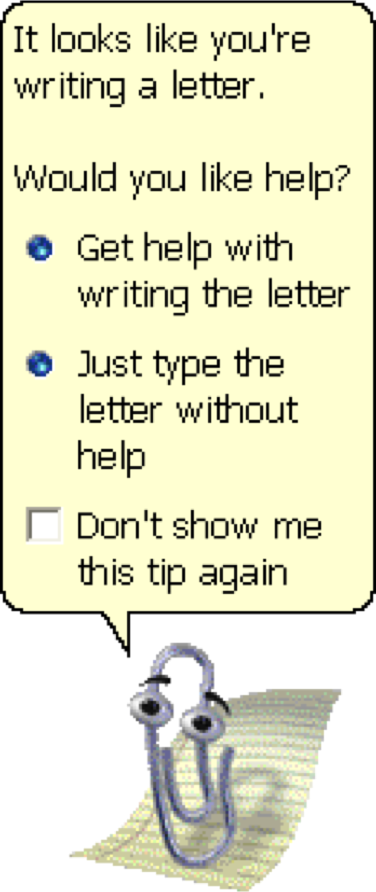 It looks like you're
writing a letter.
Would you like help?
Get help with
writing the letter
Just type the
letter without
help
Don't show me
this tip again